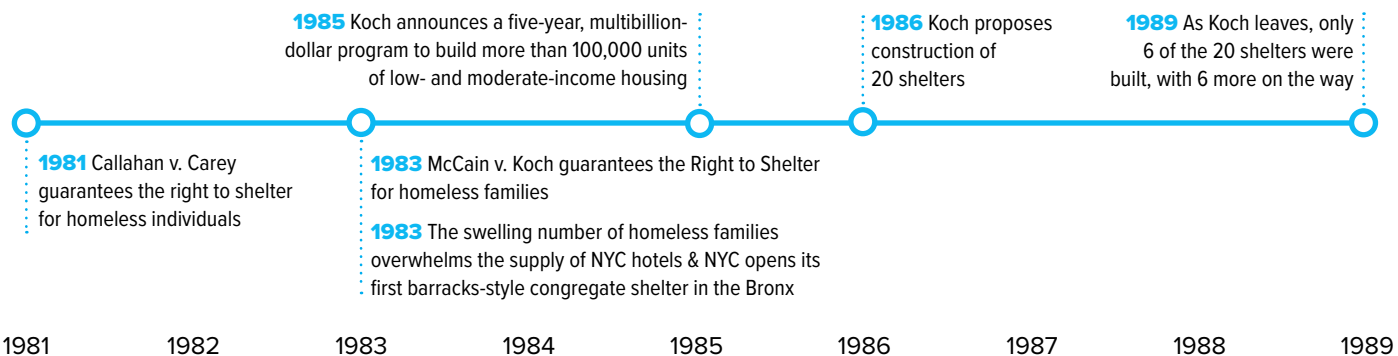 1985 Koch announces a five-year, multibillion-
dollar program to build more than 100,000 units
of low- and moderate-income housing
1986 Koch proposes
construction of
20 shelters
1989 As Koch leaves, only
6 of the 20 shelters were
built, with 6 more on the way
1981 Callahan v. Carey
guarantees the right to shelter
for homeless individuals
1983 McCain v. Koch guarantees the Right to Shelter
for homeless families
1983 The swelling number of homeless families
overwhelms the supply of NYC hotels & NYC opens its
first barracks-style congregate shelter in the Bronx
1981 1982 1983 1984 1985 1986 1987 1988 1989